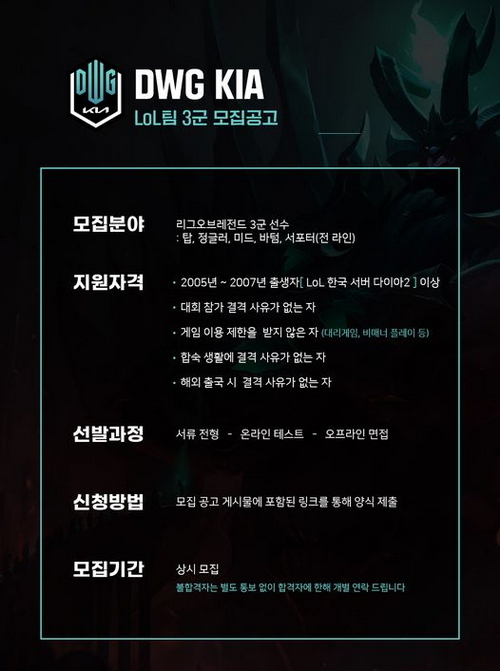 DWG
KIA
DWG KIA
LoL팀 3군 모집공고
모집분야
리그오브레전드 3군 선수
: 탑, 정글러, 미드, 바텀, 서포터(전 라인)
지원자격
· 2005년 ~ 2007년 출생자[ LoL 한국 서버 다이아2 ] 이상
· 대회 참가 결격 사유가 없는 자
· 게임 이용 제한을 받지 않은 자 (대리게임, 비매너 플레이 등)
· 합숙 생활에 결격 사유가 없는 자
· 해외 출국 시 결격 사유가 없는 자
선발과정
서류 전형 - 온라인 테스트 - 오프라인 면접
신청방법
모집 공고 게시물에 포함된 링크를 통해 양식 제출
모집기간
상시 모집
불합격자는 별도 통보 없이 합격자에 한해 개별 연락 드립니다